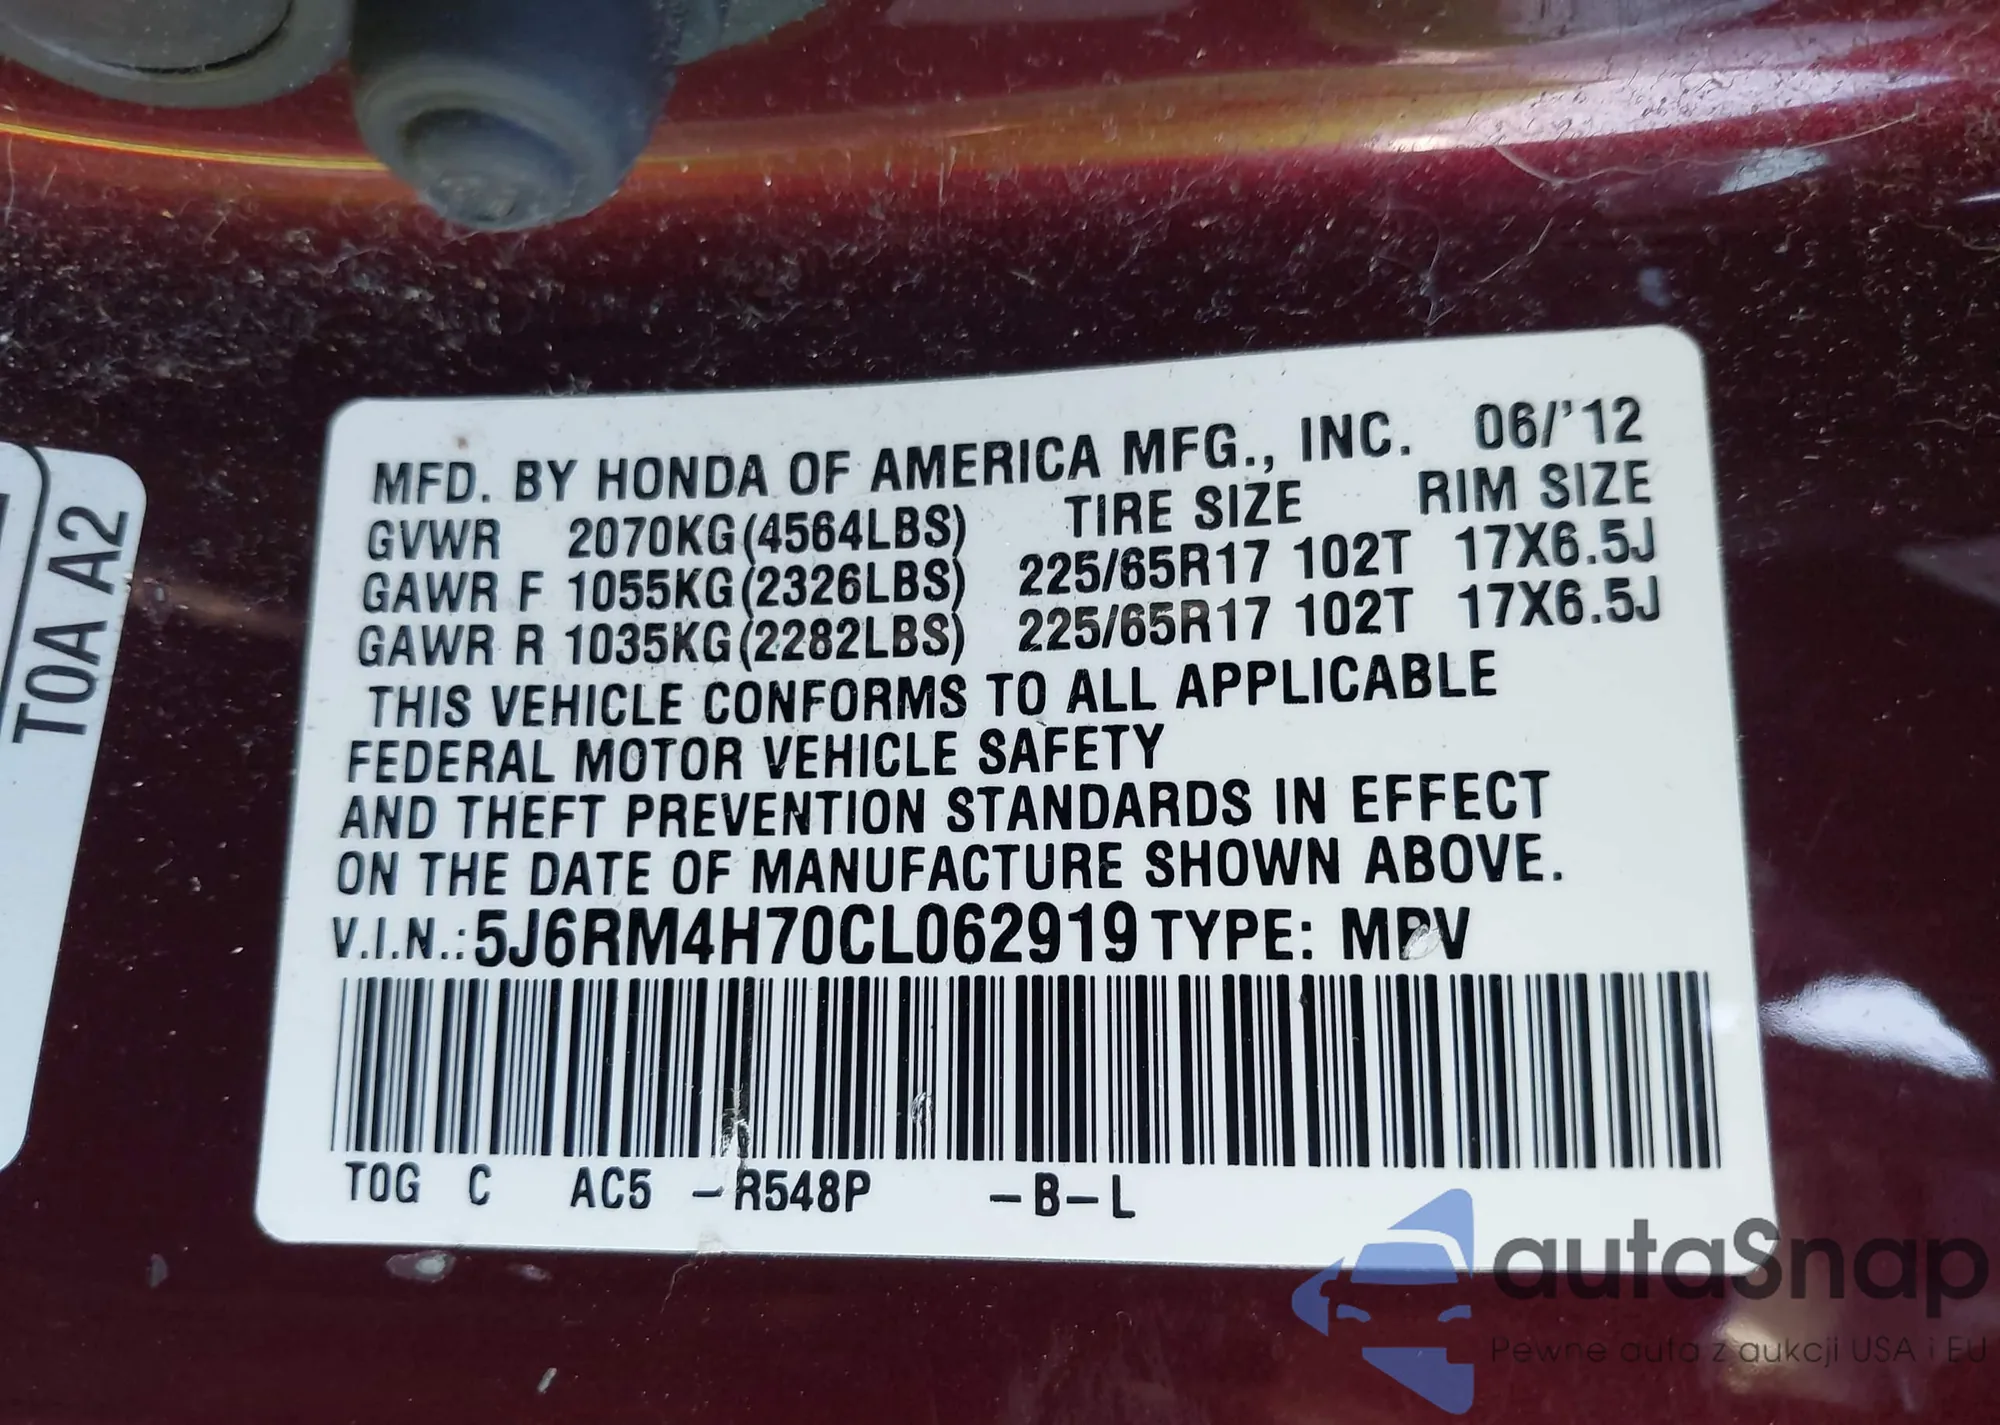 T0A A2
MFD. BY HONDA OF AMERICA MFG., INC. 06/'12
GVWR 2070KG(4564LBS) TIRE SIZE RIM SIZE
GAWR F 1055KG(2326LBS) 225/65R17 102T 17X6.5J
GAWR R 1035KG(2282LBS) 225/65R17 102T 17X6.5J
THIS VEHICLE CONFORMS TO ALL APPLICABLE
FEDERAL MOTOR VEHICLE SAFETY
AND THEFT PREVENTION STANDARDS IN EFFECT
ON THE DATE OF MANUFACTURE SHOWN ABOVE.
V.I.N.: 5J6RM4H70CL062919 TYPE: MPV
T0G C AC5 -R548P -B-L
autaSnap
Pewne auta z aukcji USA i EU